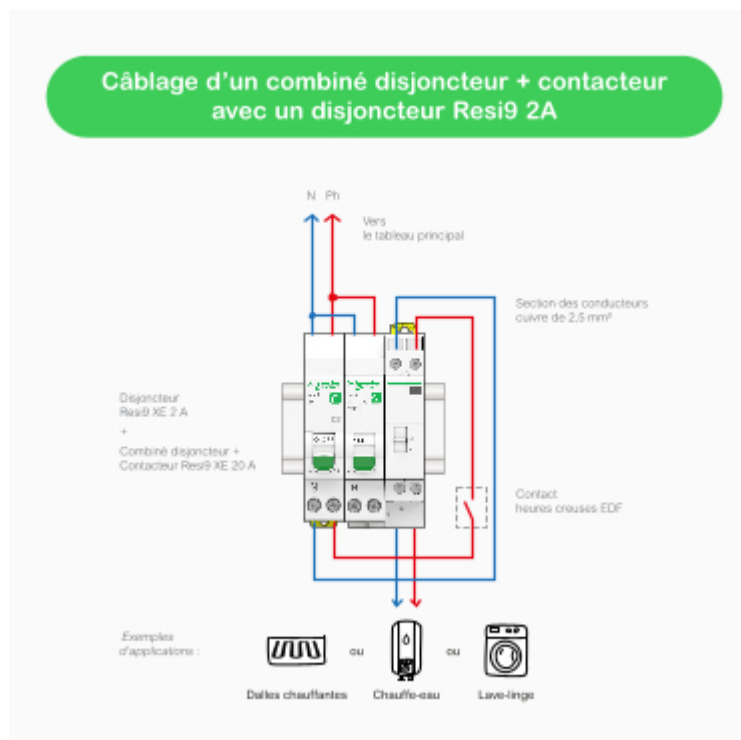 Câblage d'un combiné disjoncteur + contacteur
avec un disjoncteur Resi9 2A
N Ph
Vers
le tableau principal
Section des conducteurs
cuivre de 2,5 mm²
Disjoncteur
Resi9 XE 2 A
+
Combiné disjoncteur +
Contacteur Resi9 XE 20 A
N N
Contact
heures creuses EDF
Exemples
d'applications :
ou
ou
Dalles chauffantes
Chauffe-eau
Lave-linge